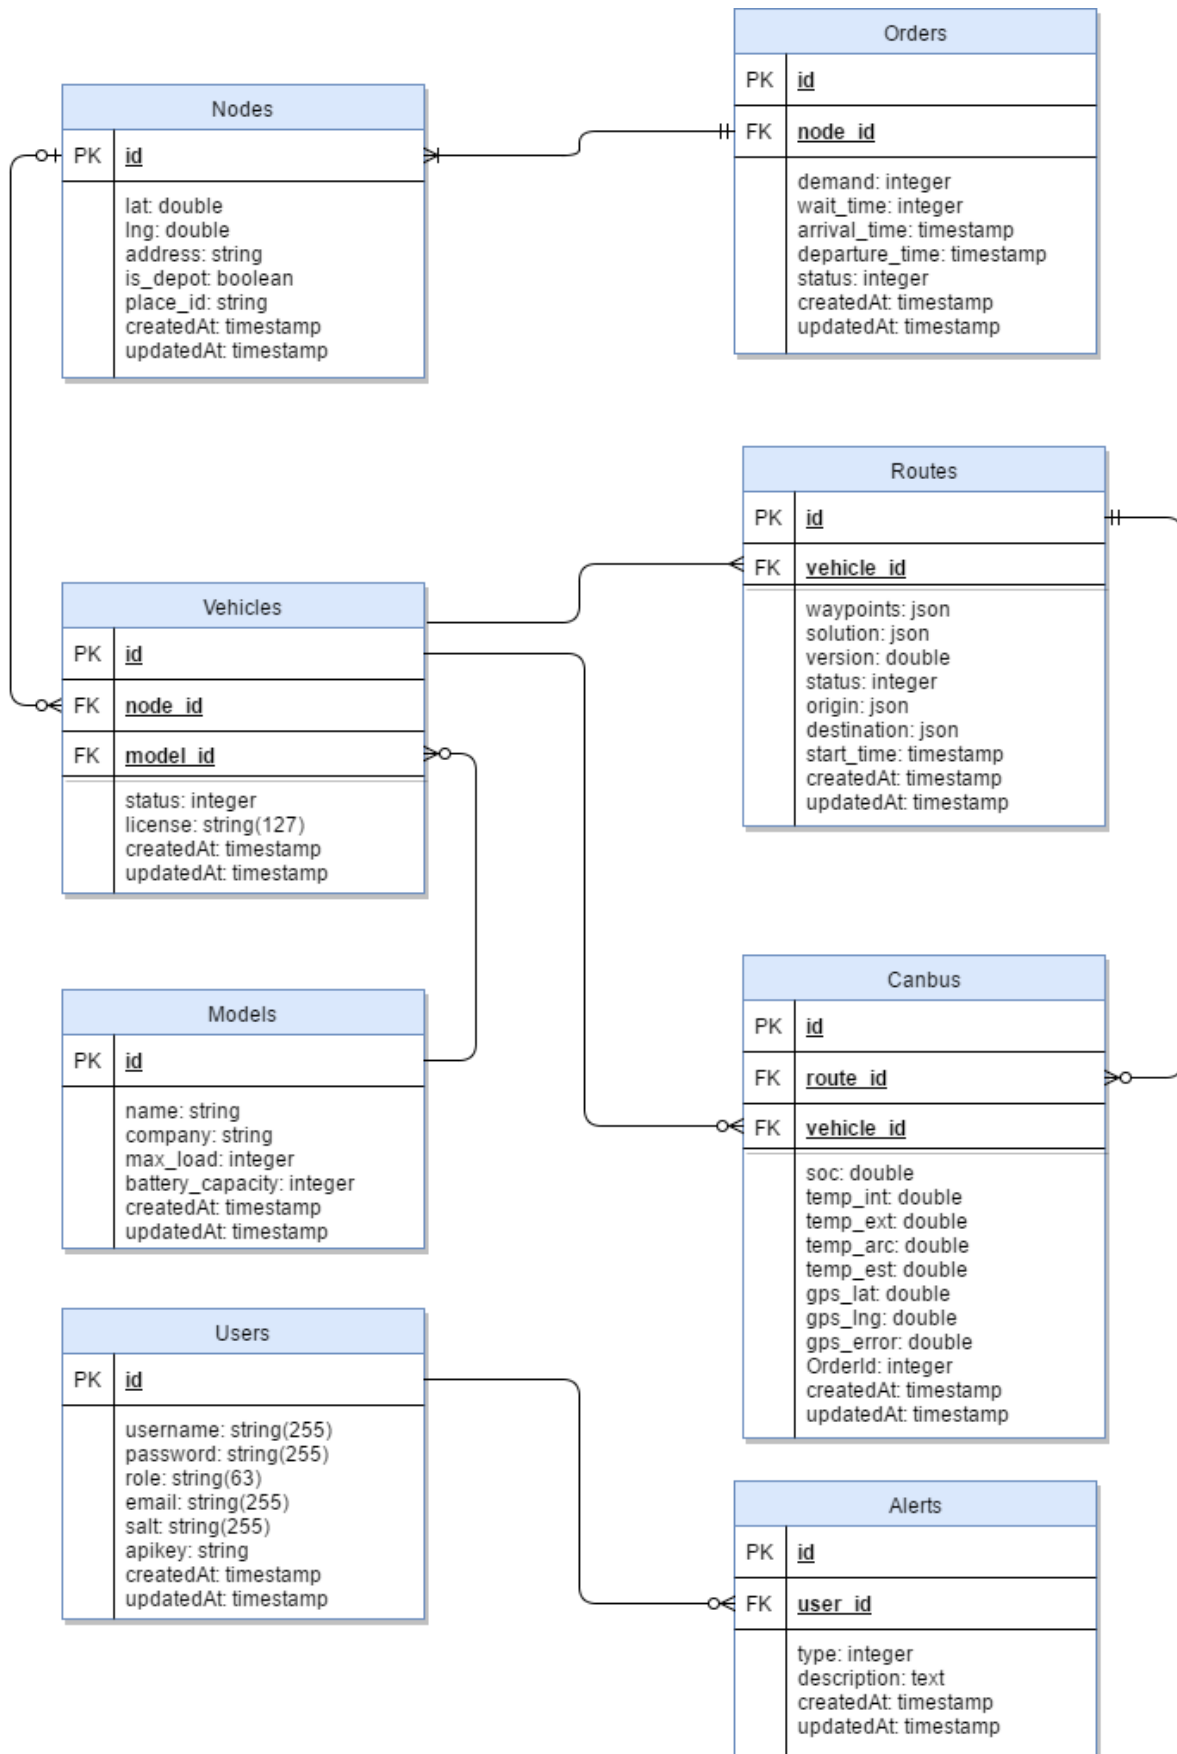 Orders
PK id
FK node_id
demand: integer
wait_time: integer
arrival_time: timestamp
departure_time: timestamp
status: integer
createdAt: timestamp
updatedAt: timestamp
Nodes
PK id
lat: double
lng: double
address: string
is_depot: boolean
place_id: string
createdAt: timestamp
updatedAt: timestamp
Routes
PK id
FK vehicle_id
waypoints: json
solution: json
version: double
status: integer
origin: json
destination: json
start_time: timestamp
createdAt: timestamp
updatedAt: timestamp
Vehicles
PK id
FK node_id
FK model_id
status: integer
license: string(127)
createdAt: timestamp
updatedAt: timestamp
Canbus
PK id
FK route_id
FK vehicle_id
soc: double
temp_int: double
temp_ext: double
temp_arc: double
temp_est: double
gps_lat: double
gps_lng: double
gps_error: double
OrderId: integer
createdAt: timestamp
updatedAt: timestamp
Models
PK id
name: string
company: string
max_load: integer
battery_capacity: integer
createdAt: timestamp
updatedAt: timestamp
Users
PK id
username: string(255)
password: string(255)
role: string(63)
email: string(255)
salt: string(255)
apikey: string
createdAt: timestamp
updatedAt: timestamp
Alerts
PK id
FK user_id
type: integer
description: text
createdAt: timestamp
updatedAt: timestamp